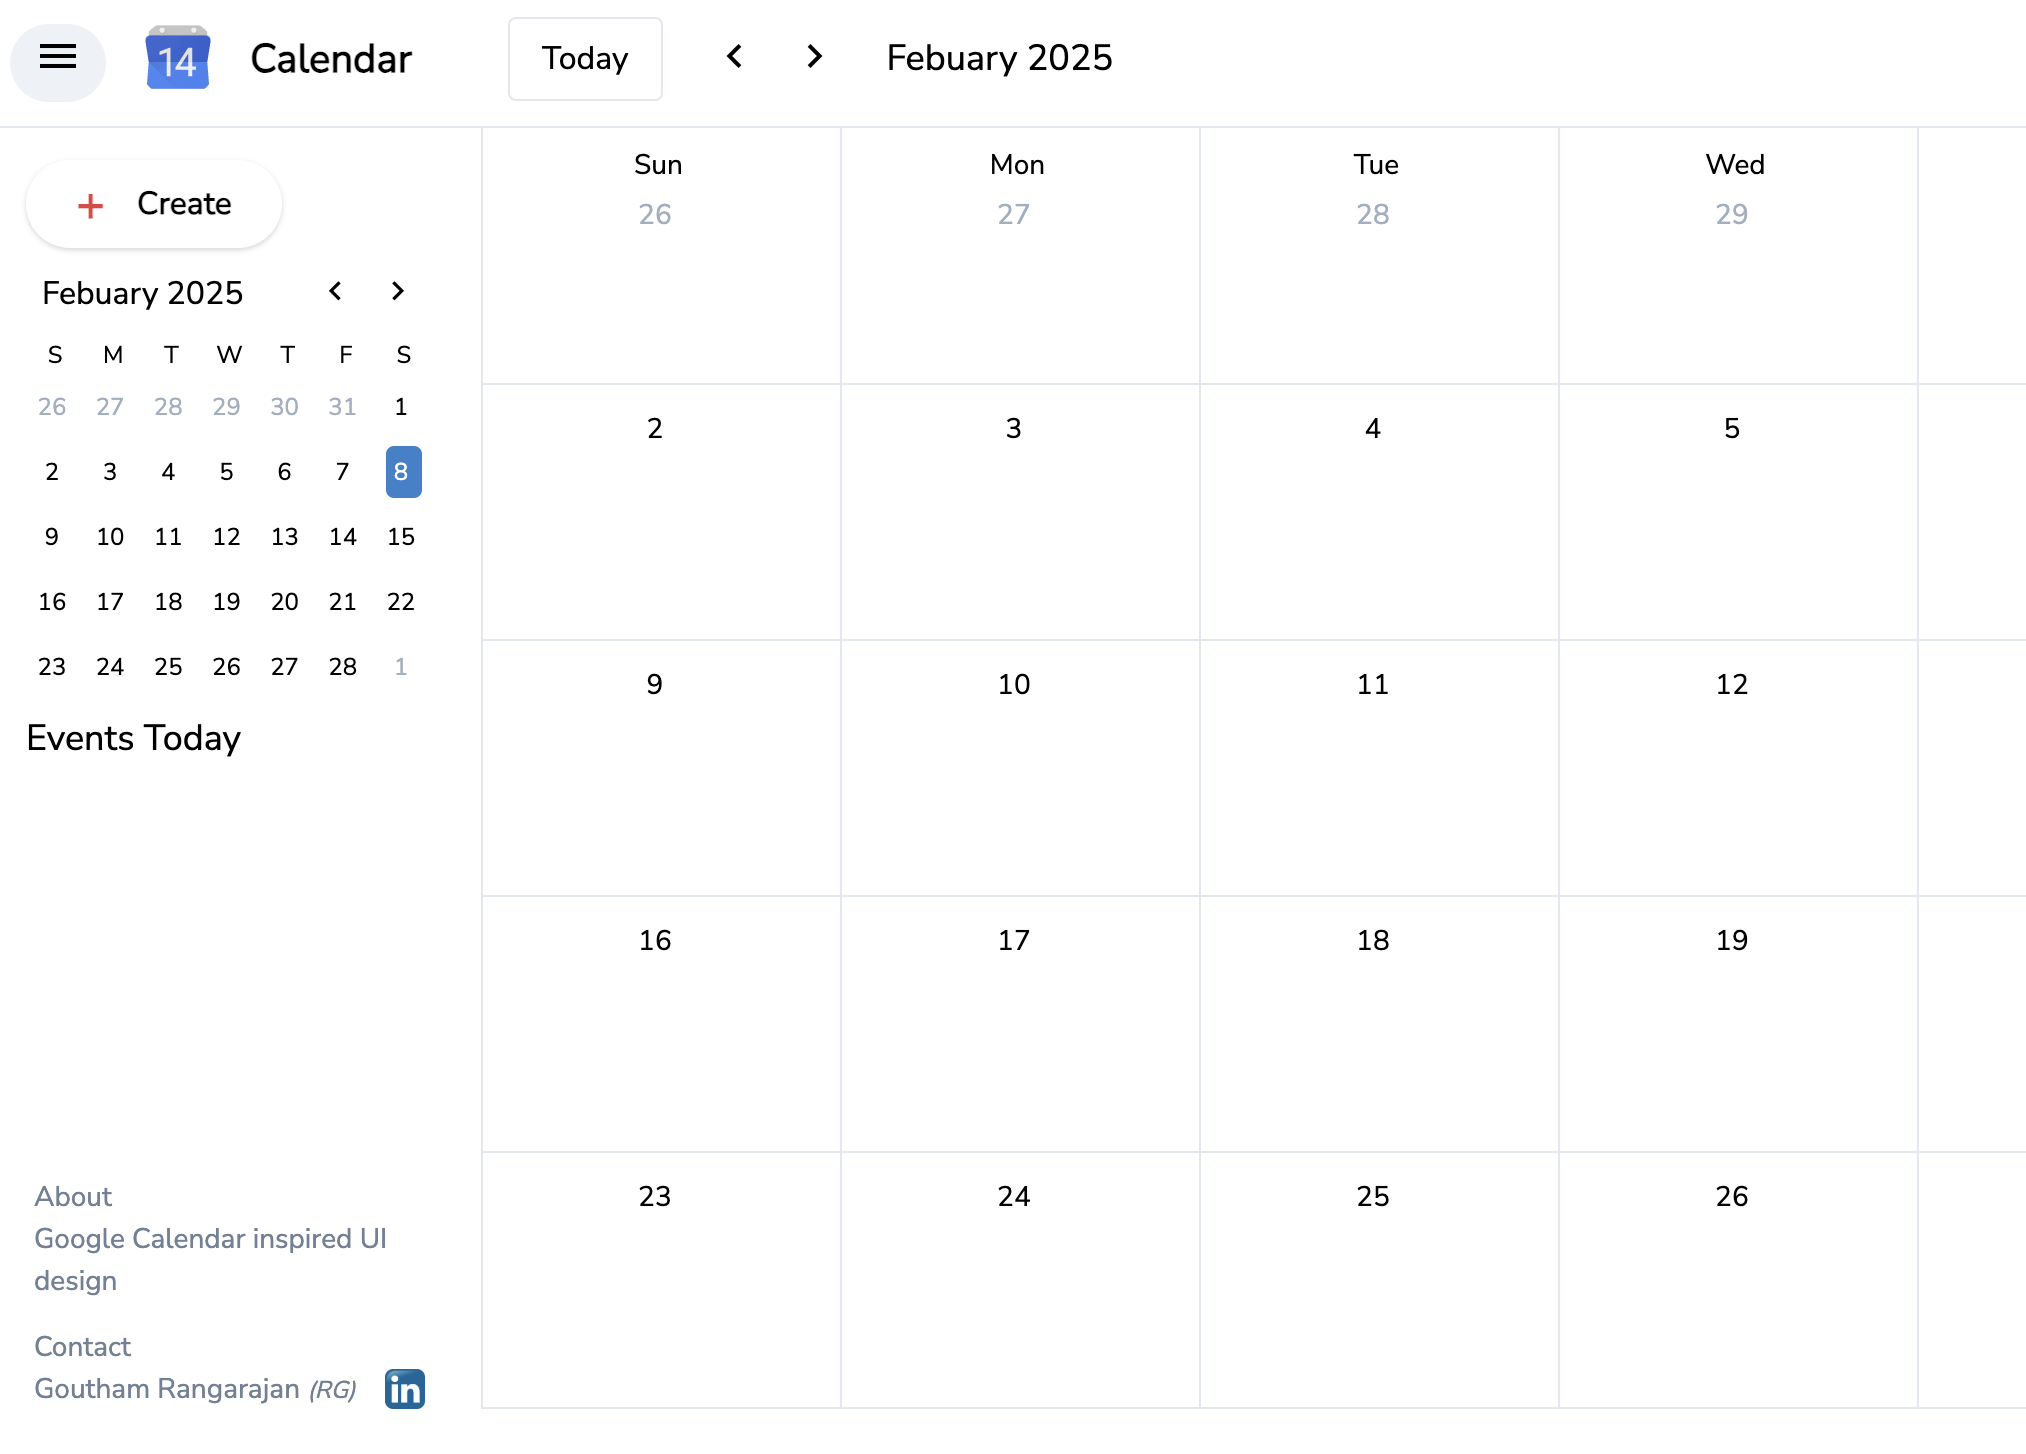 14 Calendar Today Febuary 2025
Create
Febuary 2025
S M T W T F S
26 27 28 29 30 31 1
2 3 4 5 6 7 8
9 10 11 12 13 14 15
16 17 18 19 20 21 22
23 24 25 26 27 28 1
Events Today
About
Google Calendar inspired UI
design
Contact
Goutham Rangarajan (RG) in
Sun Mon Tue Wed
26 27 28 29
2 3 4 5
9 10 11 12
16 17 18 19
23 24 25 26